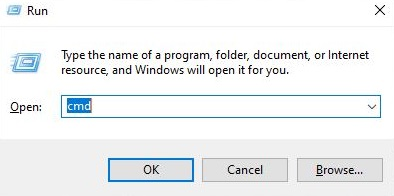 Run
Type the name of a program, folder, document, or Internet
resource, and Windows will open it for you.
Open: cmd
OK Cancel Browse...